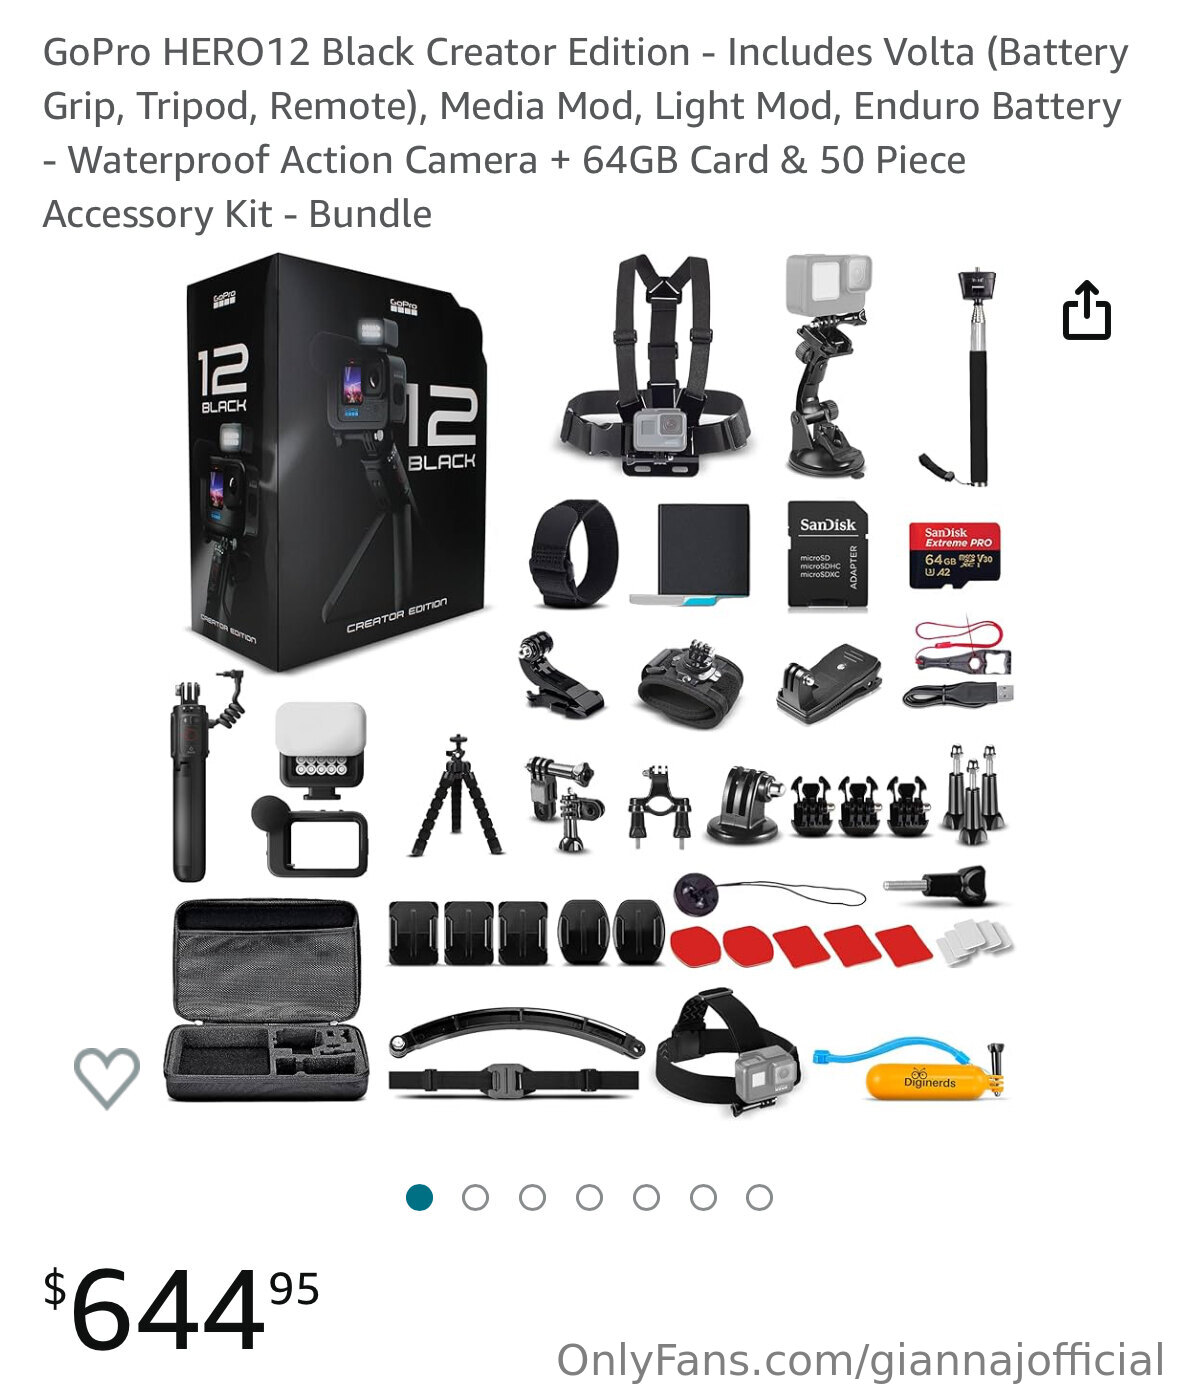 GoPro HERO12 Black Creator Edition - Includes Volta (Battery
Grip, Tripod, Remote), Media Mod, Light Mod, Enduro Battery
- Waterproof Action Camera + 64GB Card & 50 Piece
Accessory Kit - Bundle
GoPro
GoPro
12
BLACK
12
BLACK
CREATOR EDITION
CREATOR EDITION
SanDisk
microSD
microSDHC
microSDXC
ADAPTER
SanDisk
Extreme PRO
64GB
V30
U3 A2
Diginerds
$644.95
OnlyFans.com/giannajofficial